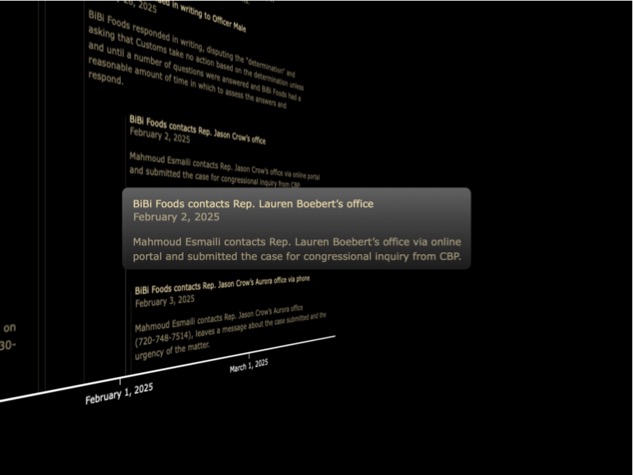 ed in writing to Officer Male
20, 2025
BiBi Foods responded in writing, disputing the "determination" and
asking that Customs take no action based on the determination unless
and until a number of questions were answered and BiBi Foods had a
reasonable amount of time in which to assess the answers and
respond.
BiBi Foods contacts Rep. Jason Crow's office
February 2, 2025
Mahmoud Esmaili contacts Rep. Jason Crow's office via online portal
and submitted the case for congressional inquiry from CBP.
BiBi Foods contacts Rep. Lauren Boebert's office
February 2, 2025
Mahmoud Esmaili contacts Rep. Lauren Boebert's office via online
portal and submitted the case for congressional inquiry from CBP.
BiBi Foods contacts Rep. Jason Crow's Aurora office via phone
February 3, 2025
Mahmoud Esmaili contacts Rep. Jason Crow's Aurora office
(720-748-7514), leaves a message about the case submitted and the
urgency of the matter.
on
30-
February 1, 2025
March 1, 2025